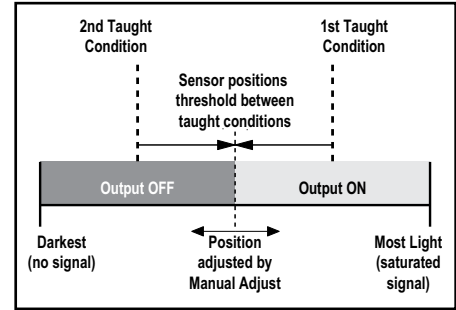 2nd Taught
Condition
1st Taught
Condition
Sensor positions
threshold between
taught conditions
Output OFF
Output ON
Darkest
(no signal)
Position
adjusted by
Manual Adjust
Most Light
(saturated
signal)